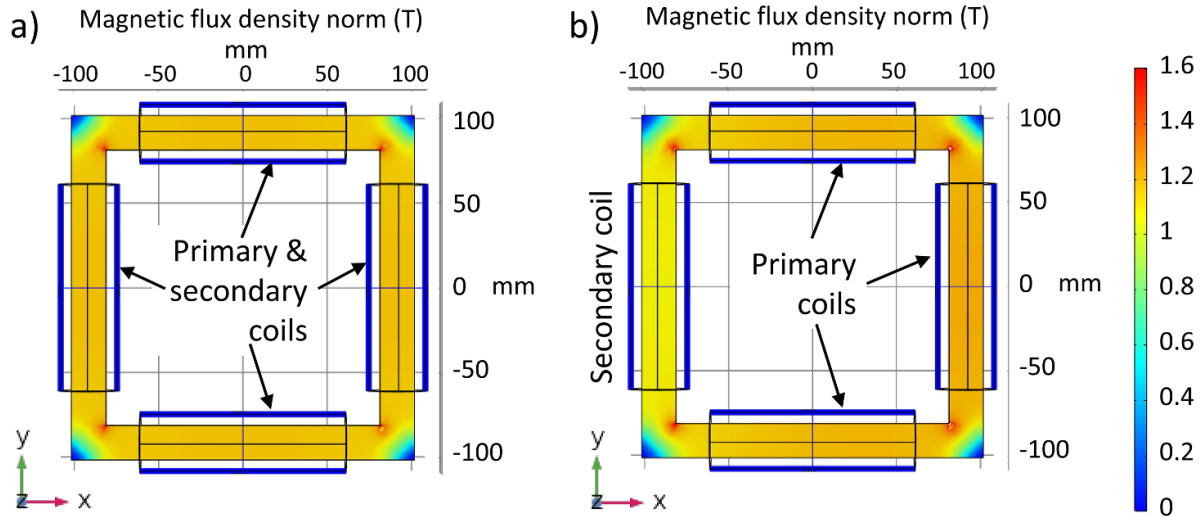 a)
Magnetic flux density norm (T)
mm
-100 -50 0 50 100
100
50
0 mm
-50
-100
Primary &
secondary
coils
y
z x
b)
Magnetic flux density norm (T)
mm
-100 -50 0 50 100
100
50
0 mm
-50
-100
Secondary coil
Primary
coils
y
z x
1.6
1.4
1.2
1
0.8
0.6
0.4
0.2
0